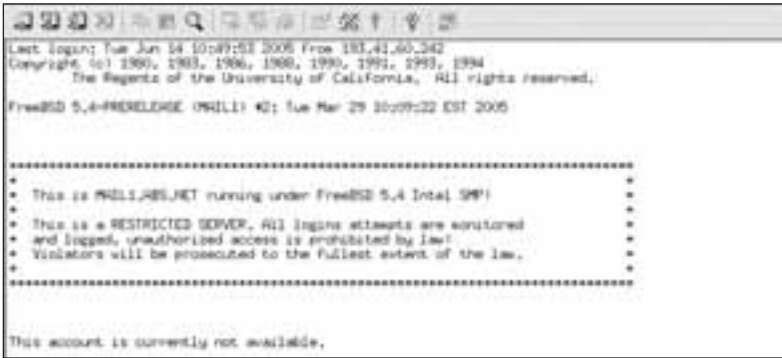 Last login: Tue Jun 14 10:49:53 2005 from 193.41.60.242
Copyright (c) 1980, 1983, 1986, 1988, 1990, 1991, 1993, 1994
The Regents of the University of California. All rights reserved.
FreeBSD 5.4-PRERELEASE (MAIL1) #2: Tue Mar 29 10:09:22 EST 2005
This is MAIL1.ABS.NET running under FreeBSD 5.4 Intel SMP!
This is a RESTRICTED SERVER. All logins attempts are monitored
and logged, unauthorized access is prohibited by law!
Violators will be prosecuted to the fullest extent of the law.
This account is currently not available.